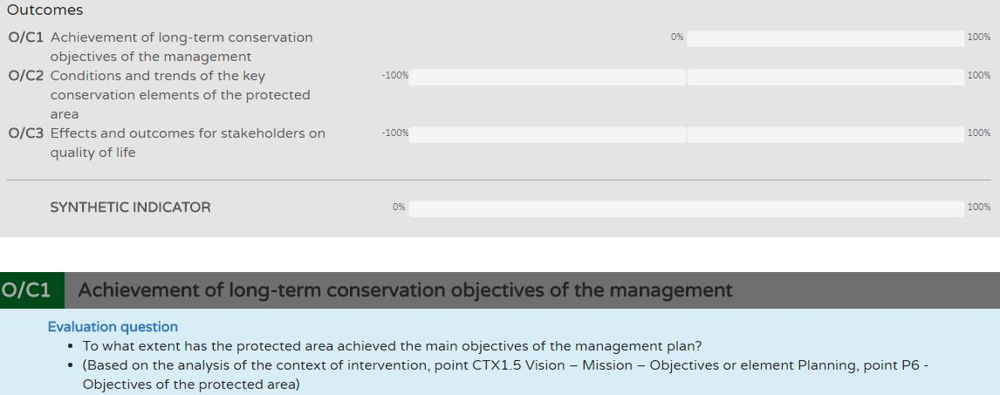 Outcomes
O/C1 Achievement of long-term conservation 0% 100%
objectives of the management
O/C2 Conditions and trends of the key -100% 100%
conservation elements of the protected
area
O/C3 Effects and outcomes for stakeholders on -100% 100%
quality of life
SYNTHETIC INDICATOR 0% 100%
O/C1 Achievement of long-term conservation objectives of the management
Evaluation question
• To what extent has the protected area achieved the main objectives of the management plan?
• (Based on the analysis of the context of intervention, point CTX1.5 Vision – Mission – Objectives or element Planning, point P6 -
Objectives of the protected area)